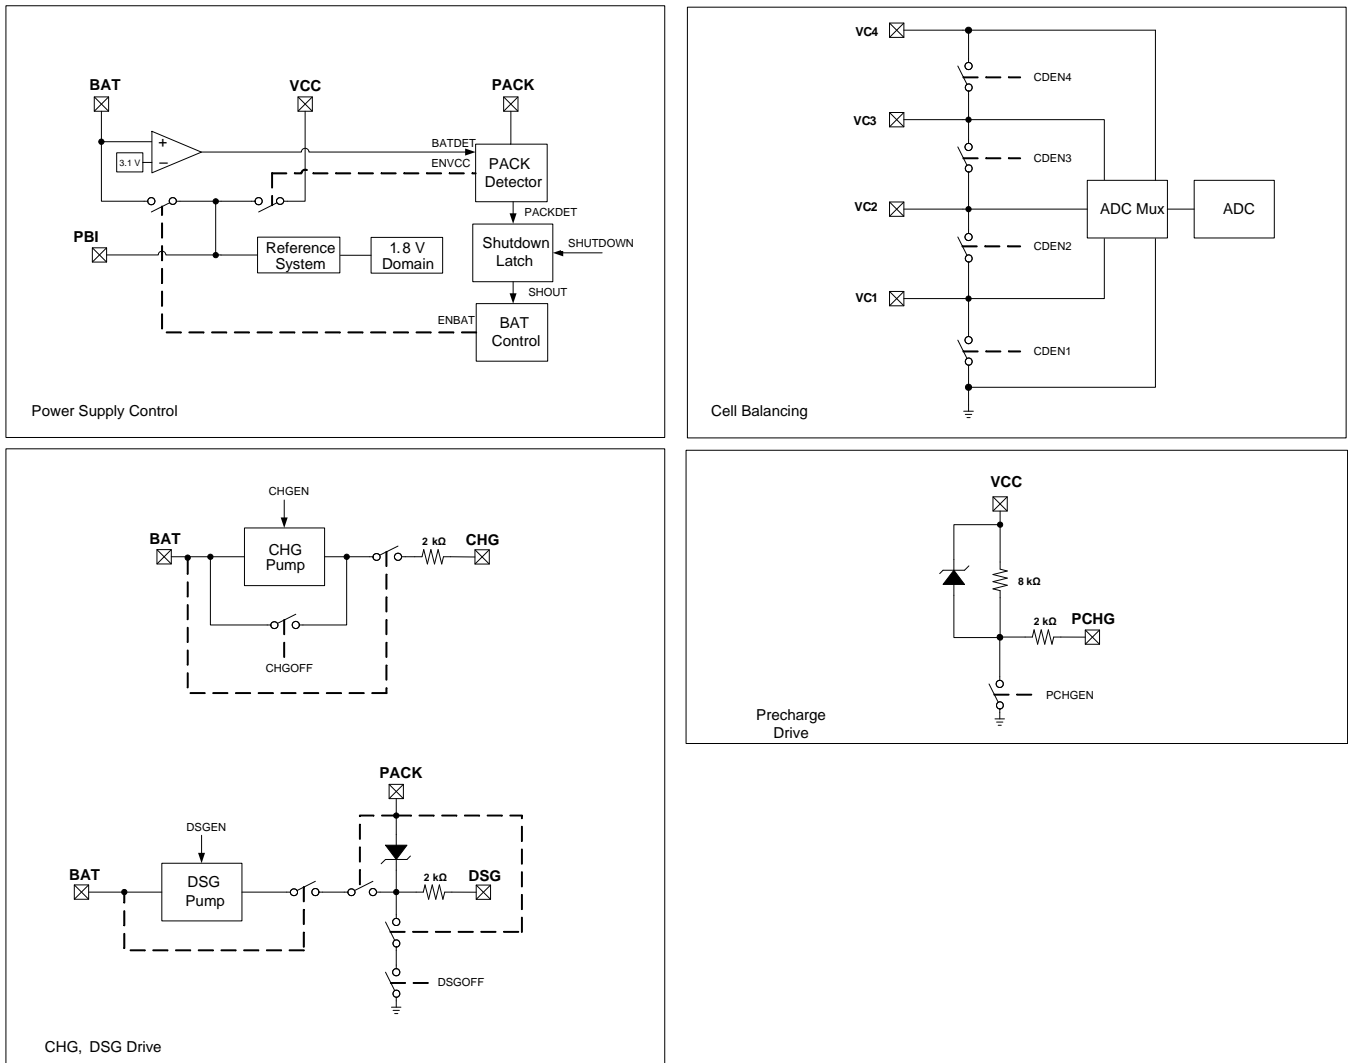 BAT
VCC
PACK
3.1 V
+
−
BATDET
ENVCC
PACK
Detector
PACKDET
PBI
Reference
System
1.8 V
Domain
Shutdown
Latch
SHUTDOWN
SHOUT
ENBAT
BAT
Control
Power Supply Control
VC4
CDEN4
VC3
CDEN3
VC2
ADC Mux
ADC
CDEN2
VC1
CDEN1
Cell Balancing
CHGEN
BAT
CHG
Pump
2 kΩ
CHG
CHGOFF
PACK
DSGEN
BAT
DSG
Pump
2 kΩ
DSG
DSGOFF
CHG, DSG Drive
VCC
8 kΩ
2 kΩ
PCHG
PCHGEN
Precharge
Drive